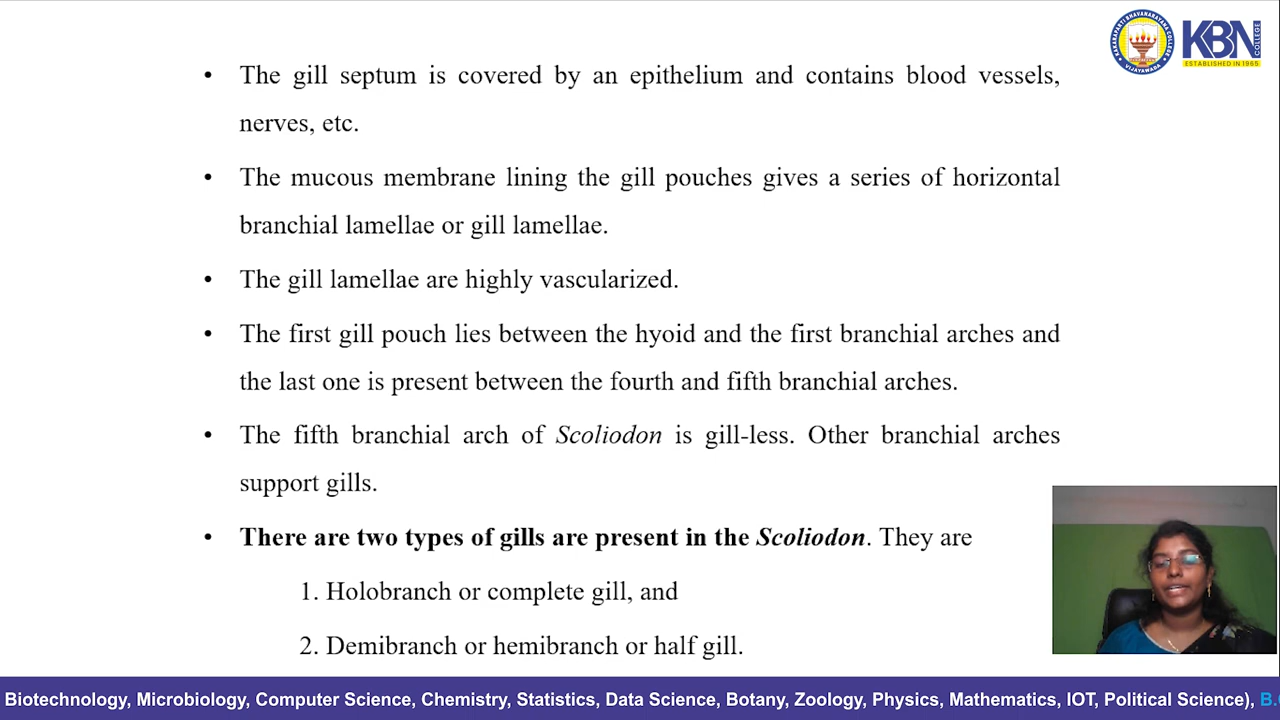 KAKARAPARTI BHAVANARAYANA COLLEGE
VIJAYAWADA
KBN
COLLEGE
ESTABLISHED IN 1965
• The gill septum is covered by an epithelium and contains blood vessels,
nerves, etc.
• The mucous membrane lining the gill pouches gives a series of horizontal
branchial lamellae or gill lamellae.
• The gill lamellae are highly vascularized.
• The first gill pouch lies between the hyoid and the first branchial arches and
the last one is present between the fourth and fifth branchial arches.
• The fifth branchial arch of Scoliodon is gill-less. Other branchial arches
support gills.
• There are two types of gills are present in the Scoliodon. They are
1. Holobranch or complete gill, and
2. Demibranch or hemibranch or half gill.
Biotechnology, Microbiology, Computer Science, Chemistry, Statistics, Data Science, Botany, Zoology, Physics, Mathematics, IOT, Political Science), B.